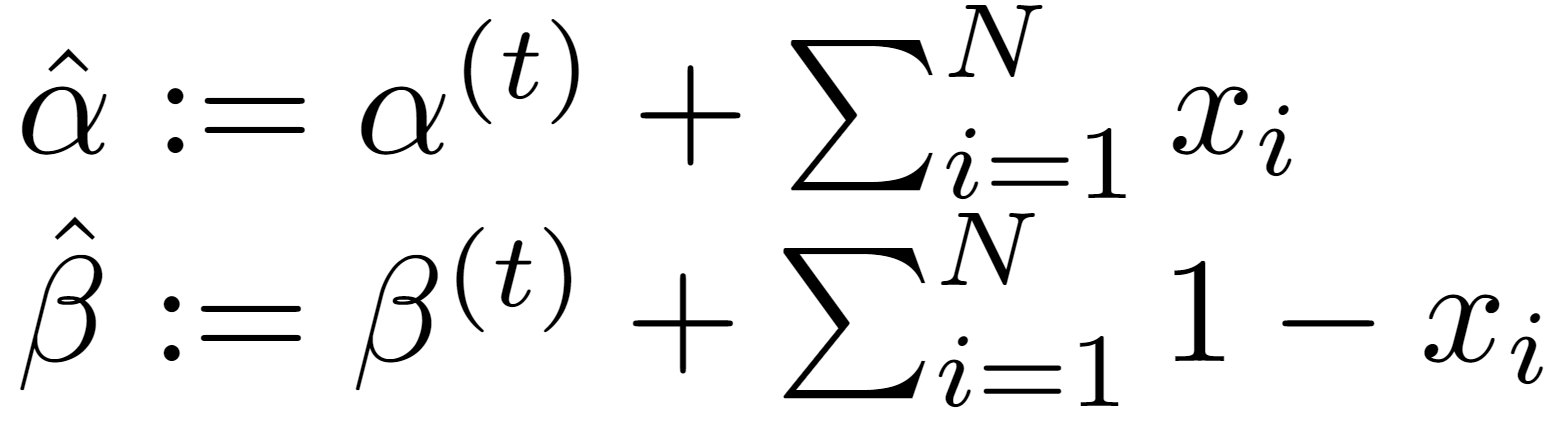 α̂ := α^(t) + ∑_{i=1}^N x_i
β̂ := β^(t) + ∑_{i=1}^N 1 − x_i